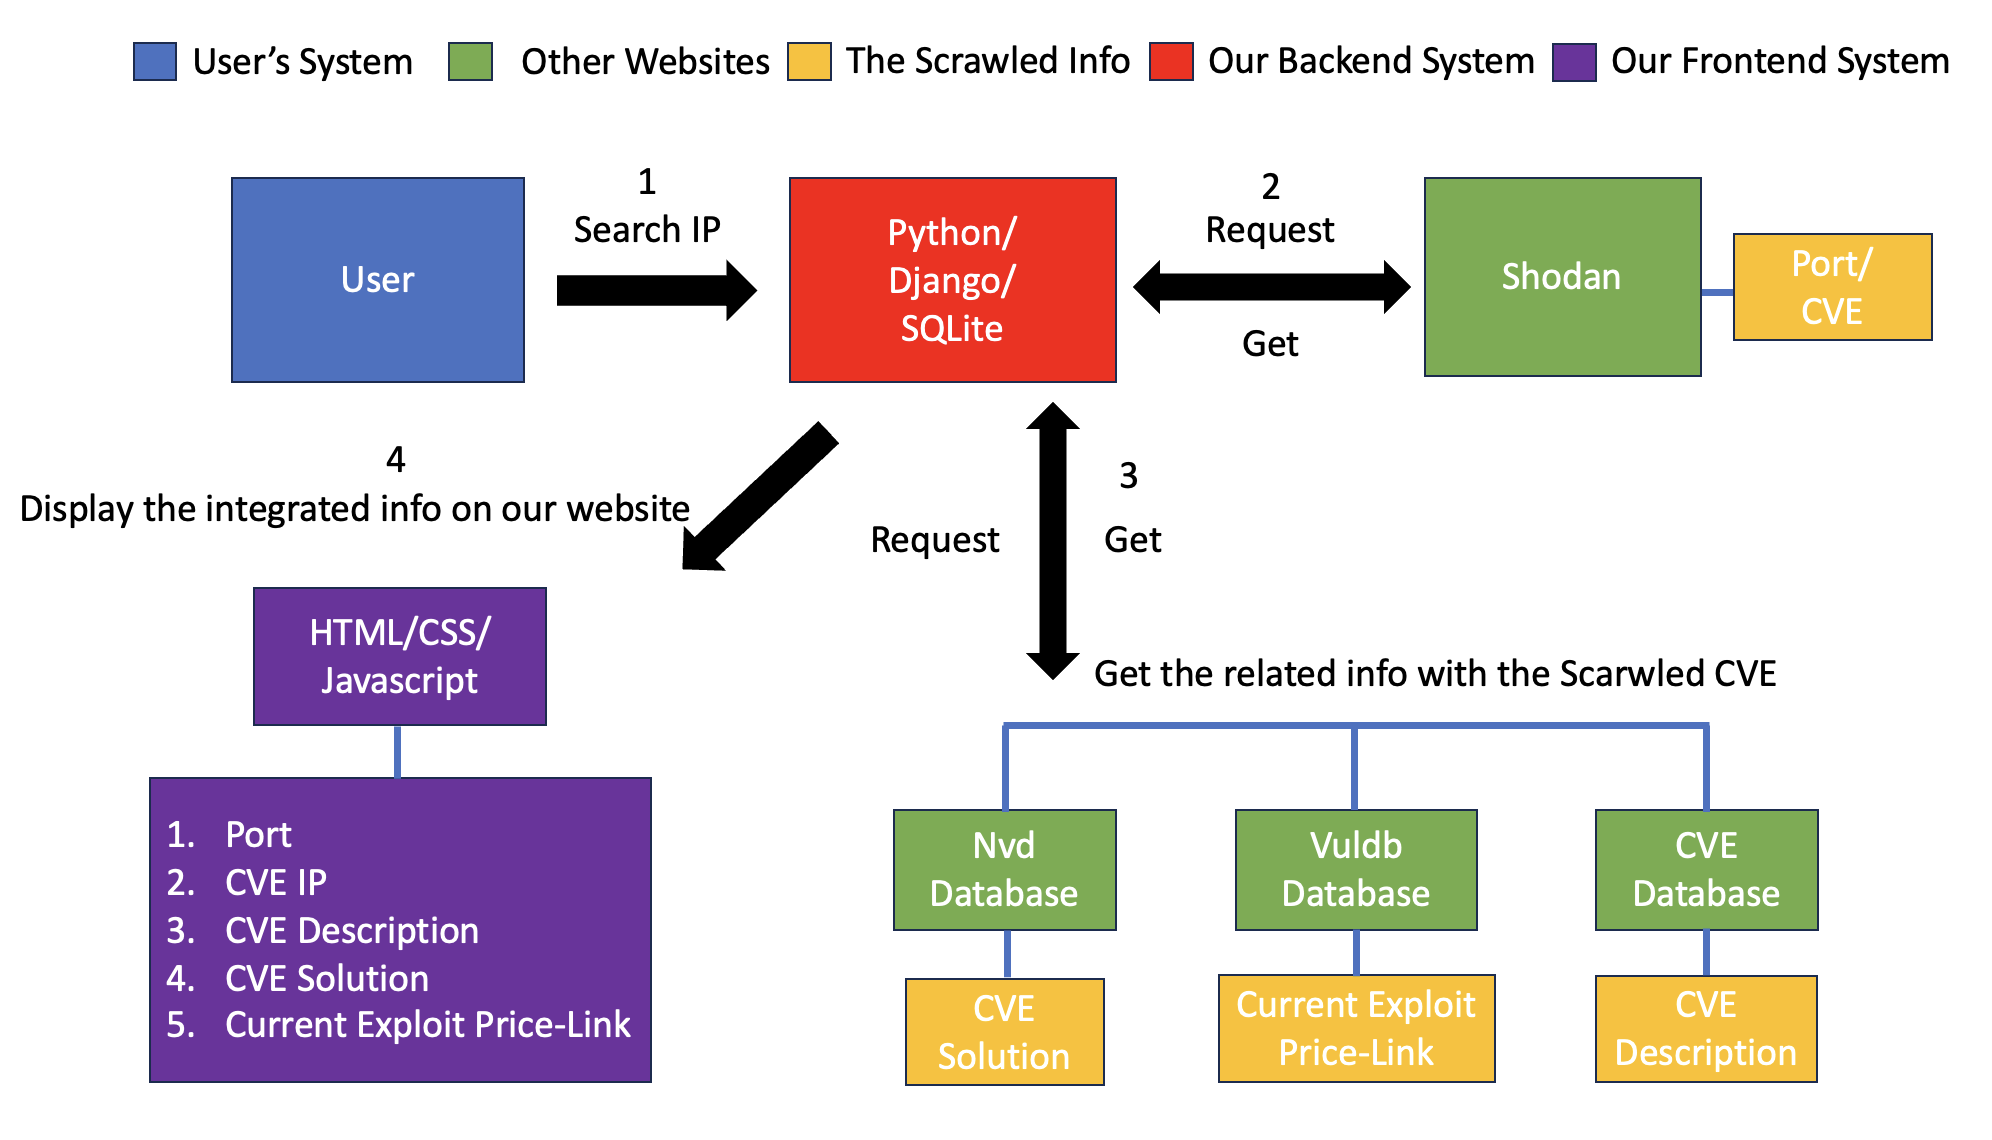 User's System
Other Websites
The Scrawled Info
Our Backend System
Our Frontend System
User
1
Search IP
Python/
Django/
SQLite
2
Request
Get
Shodan
Port/
CVE
4
Display the integrated info on our website
3
Request
Get
HTML/CSS/
Javascript
Get the related info with the Scarwled CVE
1. Port
2. CVE IP
3. CVE Description
4. CVE Solution
5. Current Exploit Price-Link
Nvd
Database
Vuldb
Database
CVE
Database
CVE
Solution
Current Exploit
Price-Link
CVE
Description